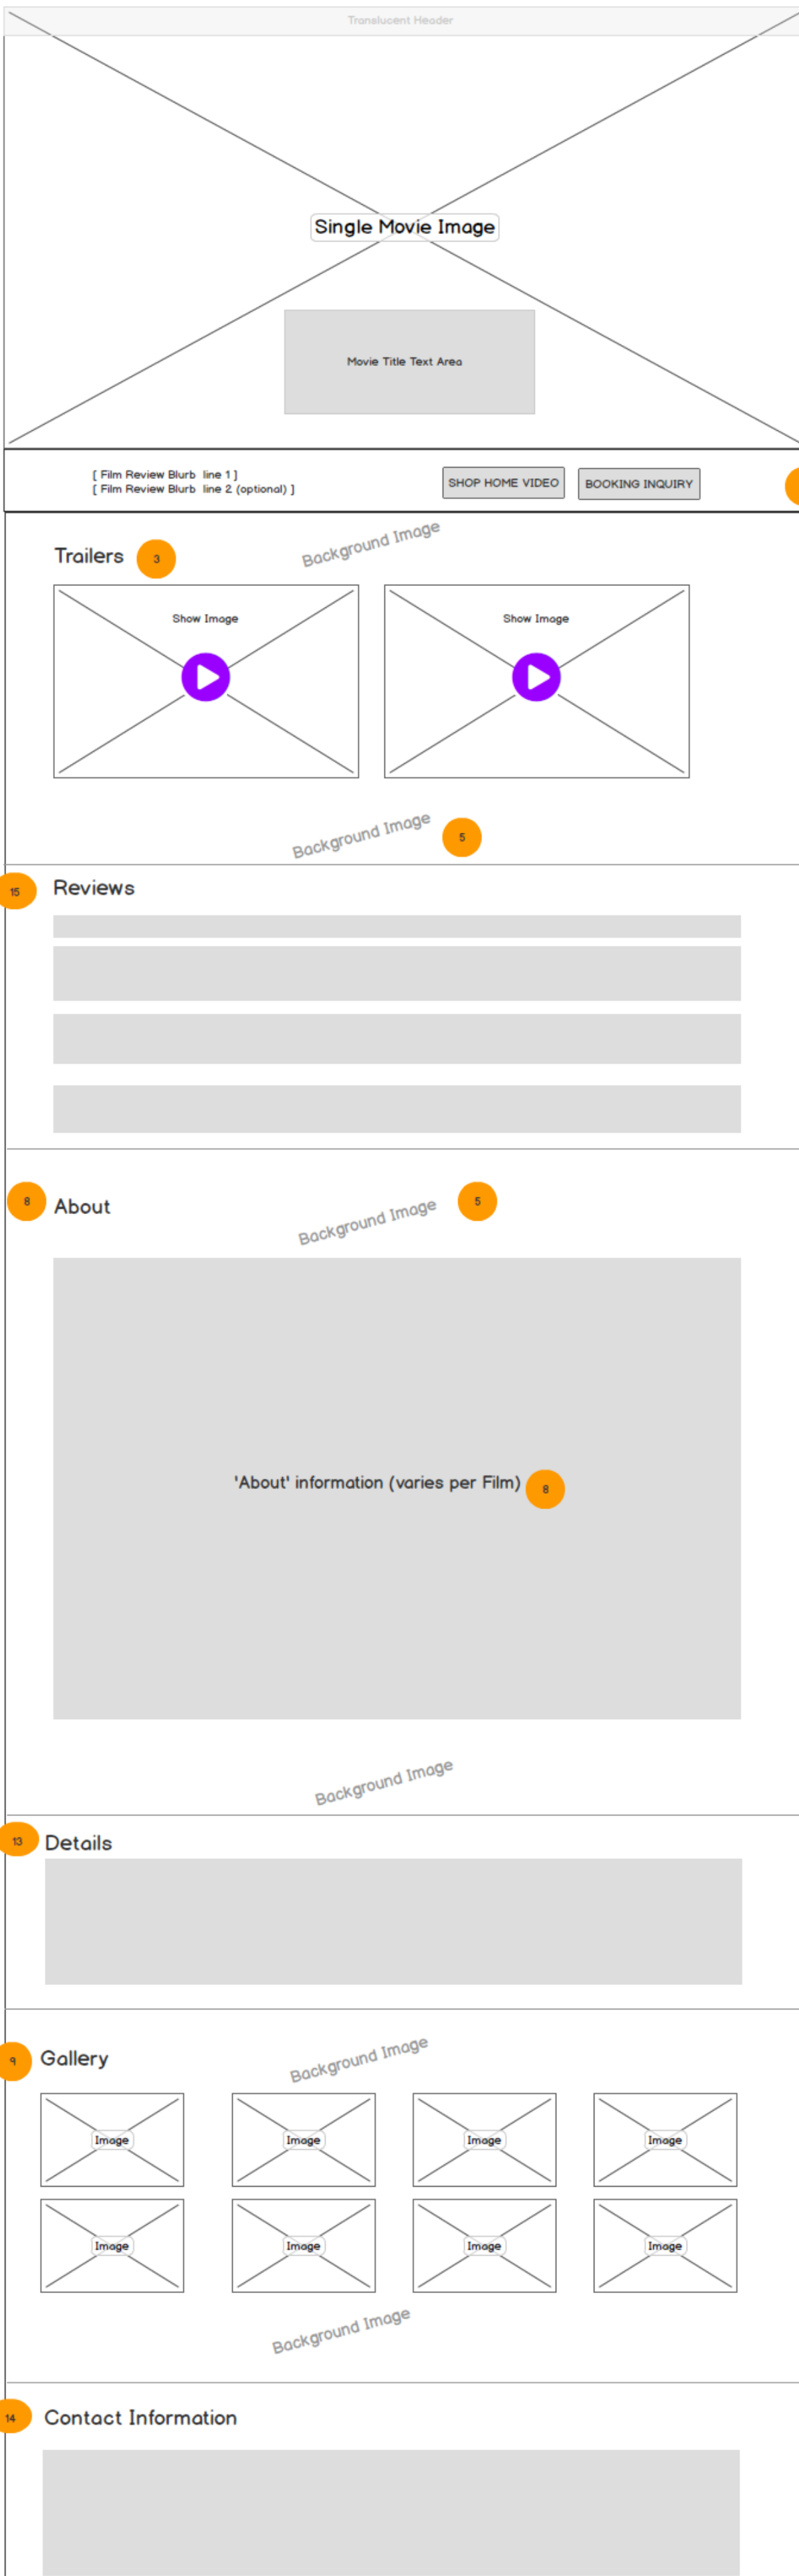 Translucent Header
Single Movie Image
Movie Title Text Area
[ Film Review Blurb line 1 ]
[ Film Review Blurb line 2 (optional) ]
SHOP HOME VIDEO
BOOKING INQUIRY
Background Image
Trailers
3
Show Image
Show Image
Background Image
5
15
Reviews
8
About
Background Image
5
'About' information (varies per Film)
8
Background Image
13
Details
9
Gallery
Background Image
Image
Image
Image
Image
Image
Image
Image
Image
Background Image
14
Contact Information